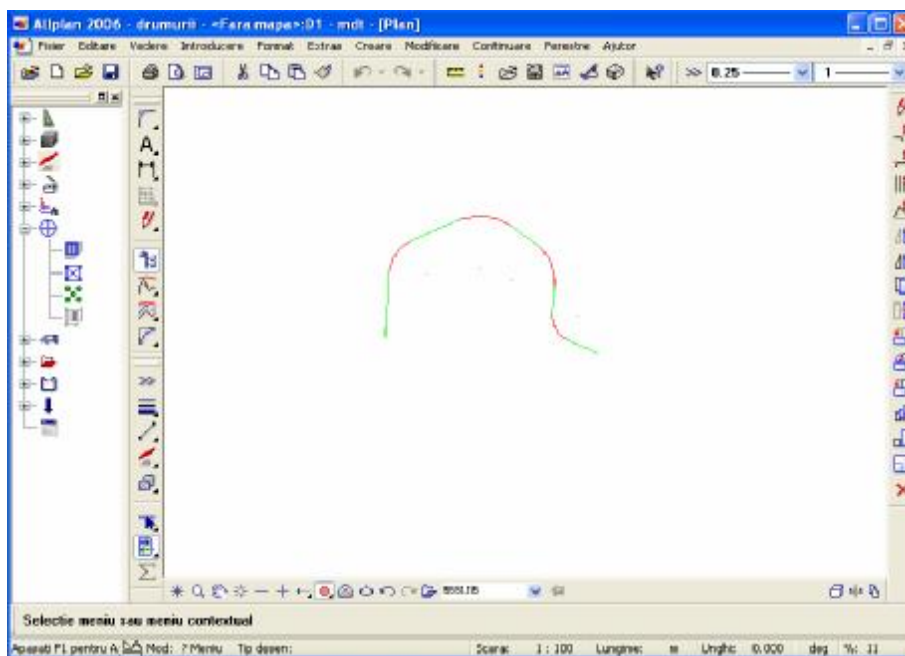 Allplan 2006 - drumurii - <Fara mapa>:01 - mdt - [Plan]
Fisier Editare Vedere Introducere Format Extras Creare Modificare Continuare Ferestre Ajutor
0.25 1
A
Selectie meniu sau meniu contextual
Apasati F1 pentru A Mod: ?Meniu Tip desen: Scara: 1 : 100 Lungime: m Unghi: 0.000 deg %: 11